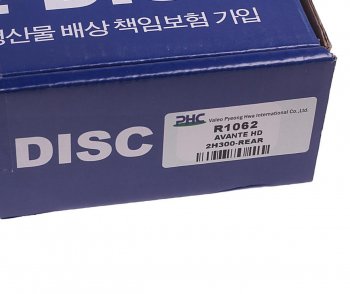 생산물 배상 책임보험 가입
DISC
PHC Valeo Pyeong Hwa International Co.,Ltd.
R1062
AVANTE HD
2H300-REAR